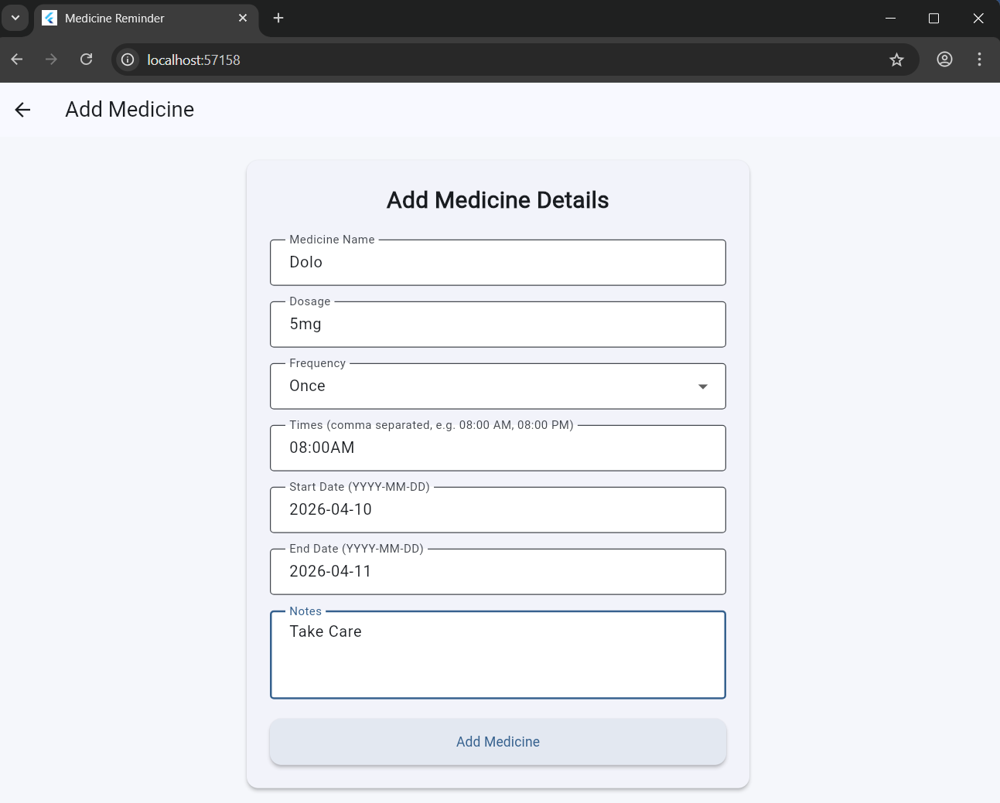 Medicine Reminder
localhost:57158
Add Medicine
Add Medicine Details
Medicine Name
Dolo
Dosage
5mg
Frequency
Once
Times (comma separated, e.g. 08:00 AM, 08:00 PM)
08:00AM
Start Date (YYYY-MM-DD)
2026-04-10
End Date (YYYY-MM-DD)
2026-04-11
Notes
Take Care
Add Medicine